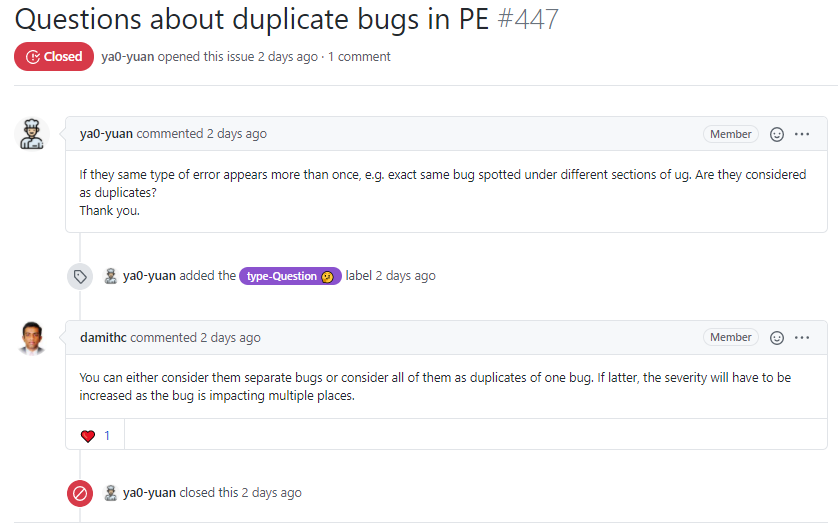 Questions about duplicate bugs in PE #447
Closed ya0-yuan opened this issue 2 days ago · 1 comment
ya0-yuan commented 2 days ago Member
If they same type of error appears more than once, e.g. exact same bug spotted under different sections of ug. Are they considered
as duplicates?
Thank you.
ya0-yuan added the type-Question 🤔 label 2 days ago
damithc commented 2 days ago Member
You can either consider them separate bugs or consider all of them as duplicates of one bug. If latter, the severity will have to be
increased as the bug is impacting multiple places.
❤️ 1
ya0-yuan closed this 2 days ago